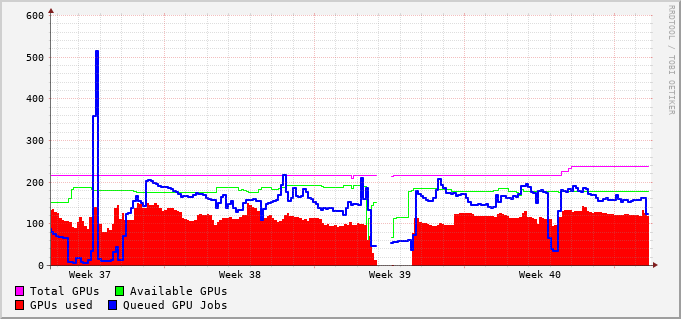 600
500
400
300
200
100
0
Week 37 Week 38 Week 39 Week 40
Total GPUs Available GPUs
GPUs used Queued GPU Jobs
RRDTOOL / TOBI OETIKER